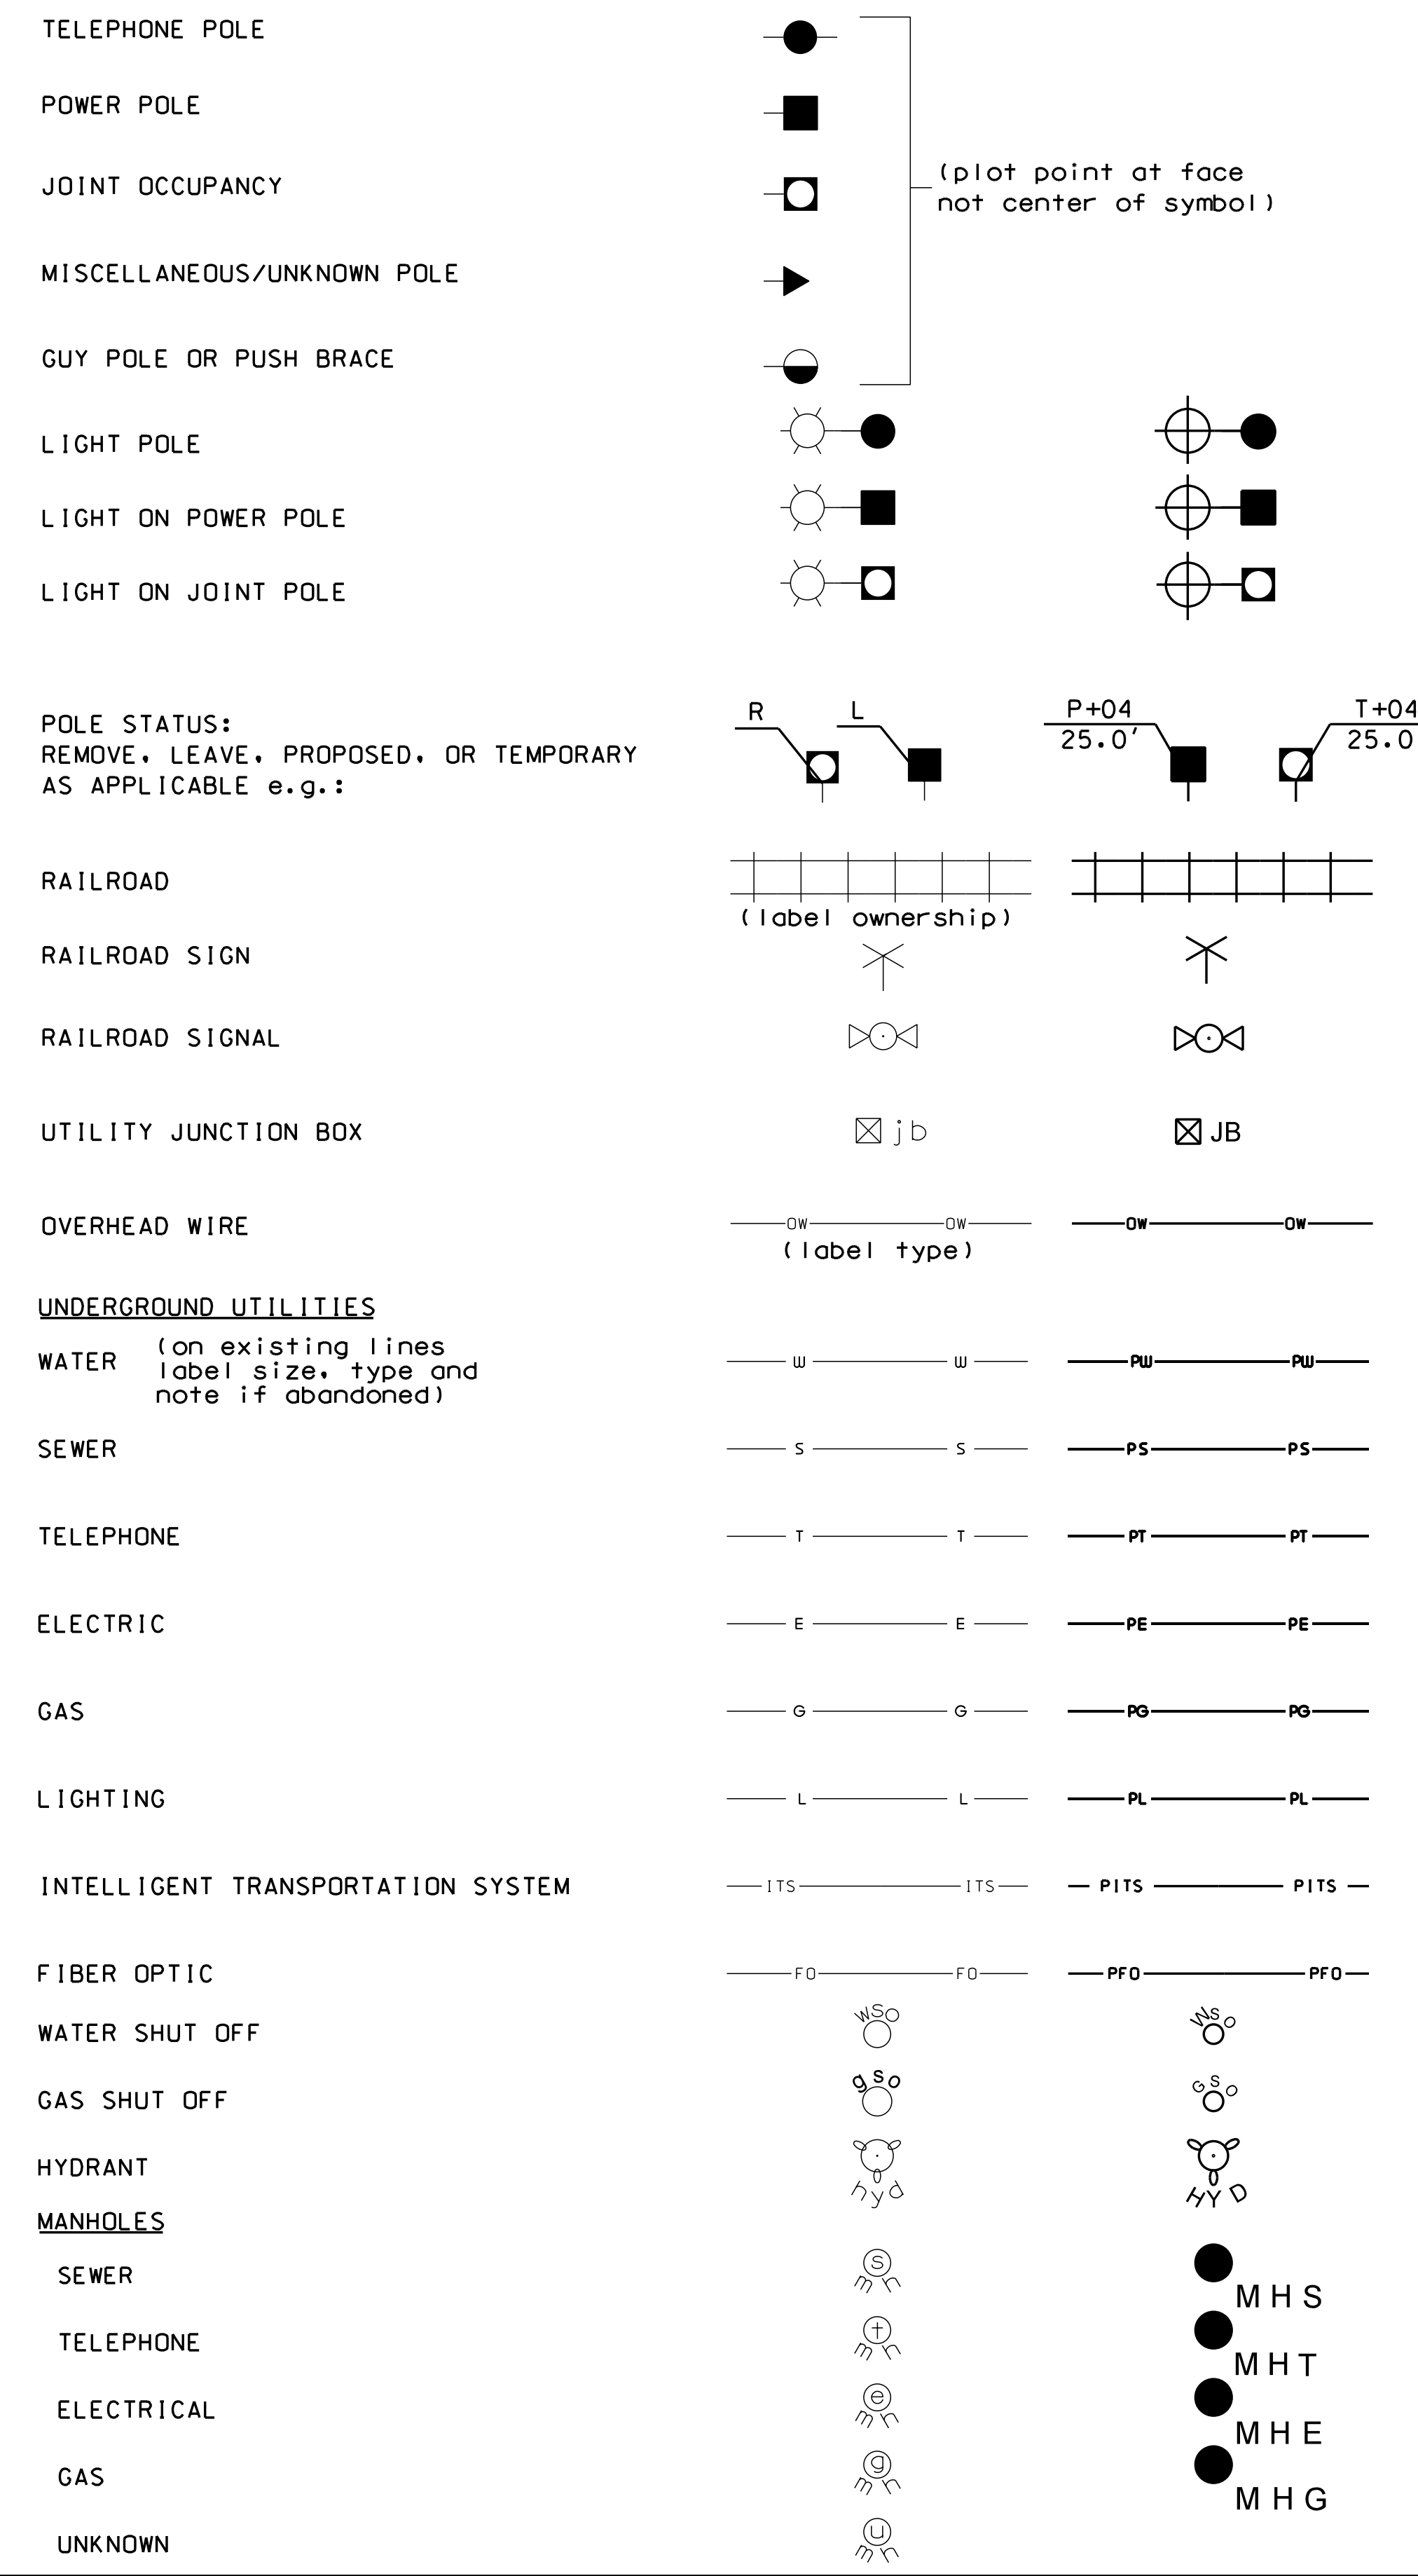 TELEPHONE POLE
POWER POLE
JOINT OCCUPANCY
(plot point at face
not center of symbol)
MISCELLANEOUS/UNKNOWN POLE
GUY POLE OR PUSH BRACE
LIGHT POLE
LIGHT ON POWER POLE
LIGHT ON JOINT POLE
R L P+04 T+04
25.0' 25.0
POLE STATUS:
REMOVE, LEAVE, PROPOSED, OR TEMPORARY
AS APPLICABLE e.g.:
RAILROAD
(label ownership)
RAILROAD SIGN
RAILROAD SIGNAL
UTILITY JUNCTION BOX jb JB
OVERHEAD WIRE OW OW OW OW
(label type)
UNDERGROUND UTILITIES
WATER (on existing lines
label size, type and
note if abandoned)
W W PW PW
SEWER S S PS PS
TELEPHONE T T PT PT
ELECTRIC E E PE PE
GAS G G PG PG
LIGHTING L L PL PL
INTELLIGENT TRANSPORTATION SYSTEM ITS ITS PITS PITS
FIBER OPTIC FO FO PFO PFO
WATER SHUT OFF WSO WSO
GAS SHUT OFF gso GSO
HYDRANT hyd HYD
MANHOLES
SEWER s mh MHS
TELEPHONE t mh MHT
ELECTRICAL e mh MHE
GAS g mh MHG
UNKNOWN u mh